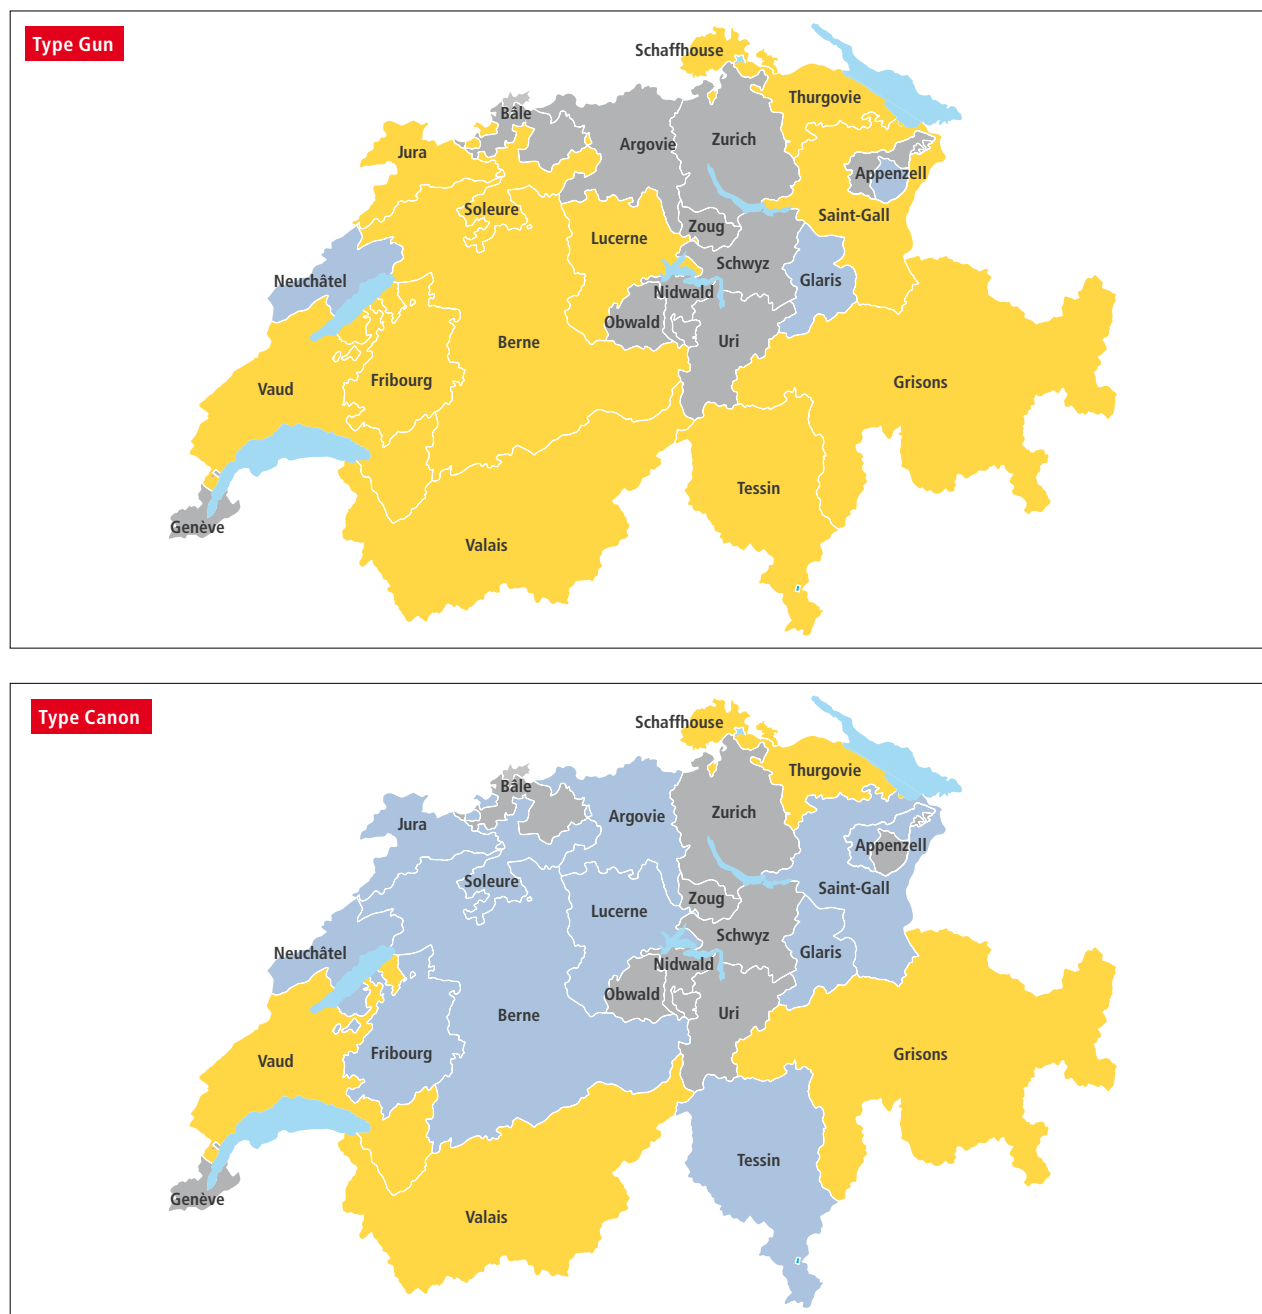 Type Gun
Schaffhouse
Thurgovie
Bâle
Zurich
Argovie
Jura
Appenzell
Soleure
Saint-Gall
Zoug
Lucerne
Schwyz
Neuchâtel
Glaris
Nidwald
Obwald
Berne
Uri
Fribourg
Grisons
Vaud
Tessin
Genève
Valais
Type Canon
Schaffhouse
Thurgovie
Bâle
Zurich
Argovie
Jura
Appenzell
Soleure
Saint-Gall
Zoug
Lucerne
Schwyz
Neuchâtel
Glaris
Nidwald
Obwald
Berne
Uri
Fribourg
Grisons
Vaud
Tessin
Genève
Valais